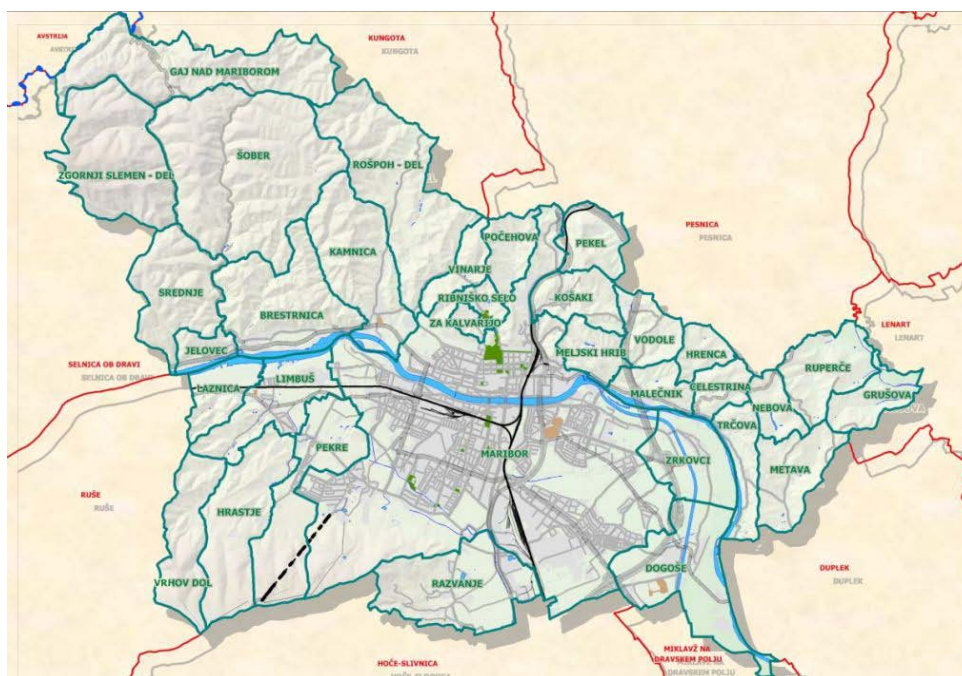 AVSTRIJA
KUNGOTA
KUNGOTA
GAJ NAD MARIBOROM
ŠOBER
ROŠPOH - DEL
ZGORNJI SLEMEN - DEL
PESNICA
PESNICA
POČEHOVA
PEKEL
KAMNICA
VINARJE
SREDNJE
RIBNIŠKO SELO
KOŠAKI
BRESTRNICA
ZA KALVARIJO
LENART
LENART
VODOLE
JELOVEC
MELJSKI HRIB
HRENCA
SELNICA OB DRAVI
SELNICA OB DRAVI
RUPERČE
LAZNICA
LIMBUŠ
CELESTRINA
MALEČNIK
GRUŠOVA
NEBOVA
TRČOVA
PEKRE
MARIBOR
ZRKOVCI
METAVA
RUŠE
RUŠE
HRASTJE
VRHOV DOL
RAZVANJE
DOGOŠE
DUPLEK
DUPLEK
MIKLAVŽ NA
DRAVSKEM POLJU
DRAVSKEM POLJU
HOČE-SLIVNICA